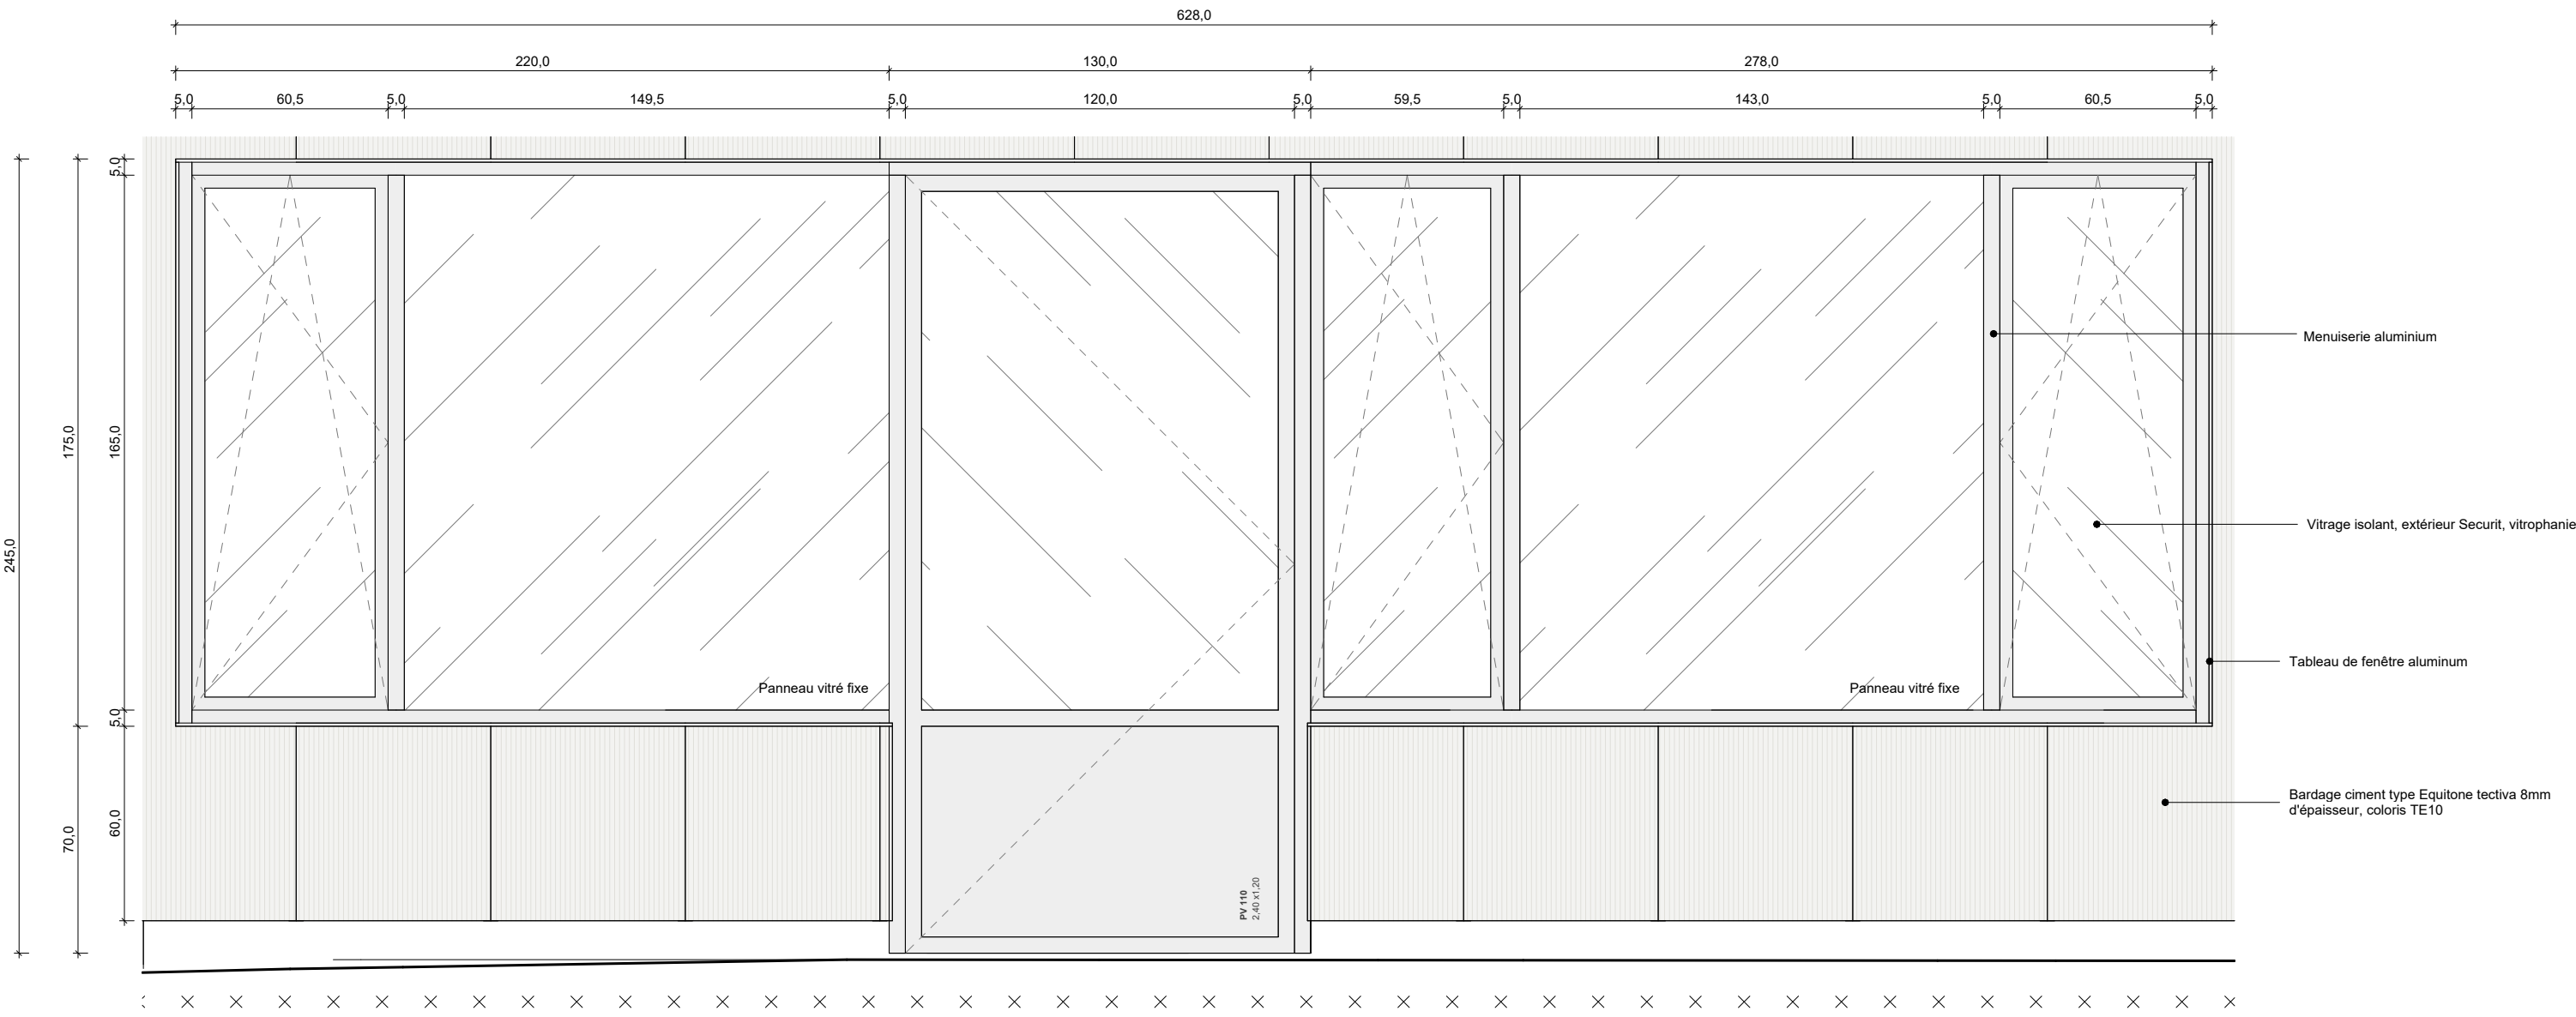 628,0
220,0
130,0
278,0
5,0
60,5
5,0
149,5
5,0
120,0
5,0
59,5
5,0
143,0
5,0
60,5
5,0
245,0
175,0
70,0
5,0
165,0
5,0
60,0
Menuiserie aluminium
Vitrage isolant, extérieur Securit, vitrophanie
Tableau de fenêtre aluminum
Panneau vitré fixe
Panneau vitré fixe
Bardage ciment type Equitone tectiva 8mm
d'épaisseur, coloris TE10
PV 110
2,40 x1,20